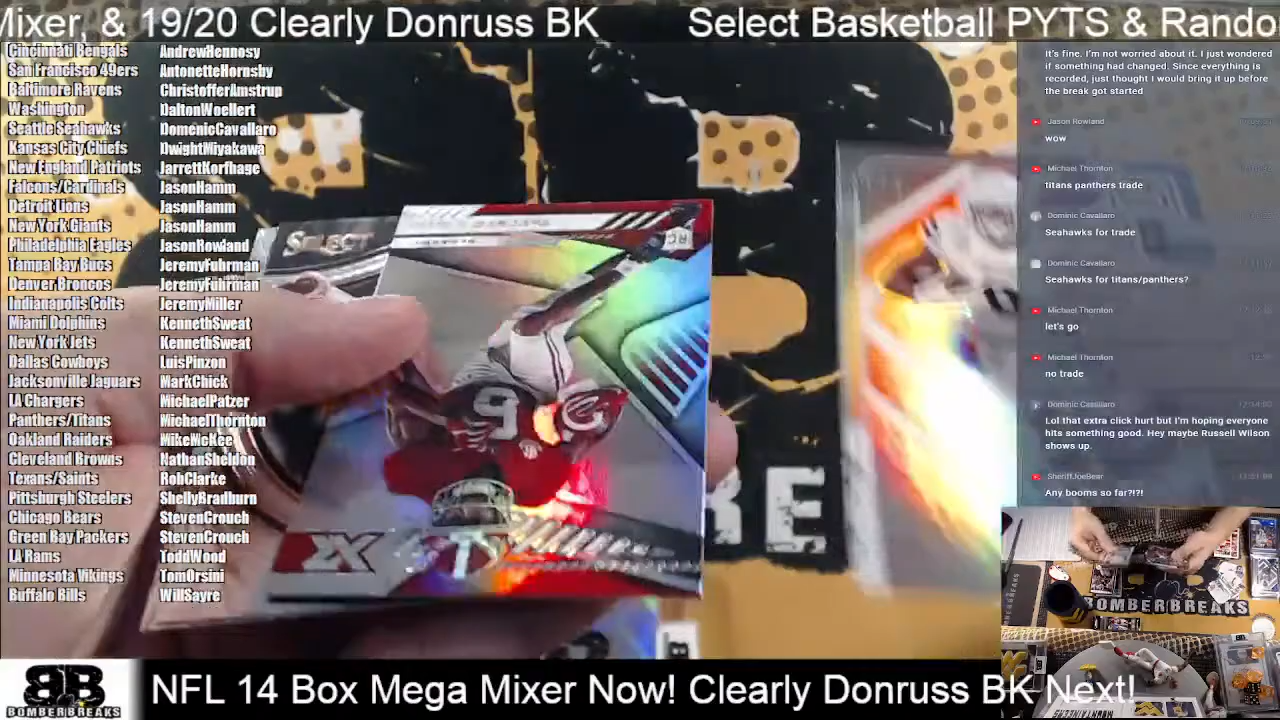 Mixer, & 19/20 Clearly Donruss BK Select Basketball PYTS & Rando
Cincinnati Bengals AndrewHennosy
San Francisco 49ers AntonetteHornsby
Baltimore Ravens ChristofferAmstrup
Washington DaltonWoellert
Seattle Seahawks DomenicCavallaro
Kansas City Chiefs DwightMiyakawa
New England Patriots JarrettKorfhage
Falcons/Cardinals JasonHamm
Detroit Lions JasonHamm
New York Giants JasonHamm
Philadelphia Eagles JasonRowland
Tampa Bay Bucs JeremyFuhrman
Denver Broncos JeremyFuhrman
Indianapolis Colts JeremyMiller
Miami Dolphins KennethSweat
New York Jets KennethSweat
Dallas Cowboys LuisPinzon
Jacksonville Jaguars MarkChick
LA Chargers MichaelPatzer
Panthers/Titans MichaelThornton
Oakland Raiders MikeMcKee
Cleveland Browns NathanSheldon
Texans/Saints RobClarke
Pittsburgh Steelers ShellyBradburn
Chicago Bears StevenCrouch
Green Bay Packers StevenCrouch
LA Rams ToddWood
Minnesota Vikings TomOrsini
Buffalo Bills WillSayre
SELECT
RC
5
XR
RE
It's fine. I'm not worried about it. I just wondered
if something had changed. Since everything is
recorded, just thought I would bring it up before
the break got started
Jason Rowland
wow
Michael Thornton
titans panthers trade
Dominic Cavallaro
Seahawks for trade
Dominic Cavallaro
Seahawks for titans/panthers?
Michael Thornton
let's go
Michael Thornton
no trade
Dominic Cavallaro
Lol that extra click hurt but I'm hoping everyone
hits something good. Hey maybe Russell Wilson
shows up.
SheriffJoeBear
Any booms so far?!?!
BOMBERBREAKS
BB
BOMBERBREAKS
NFL 14 Box Mega Mixer Now! Clearly Donruss BK Next!